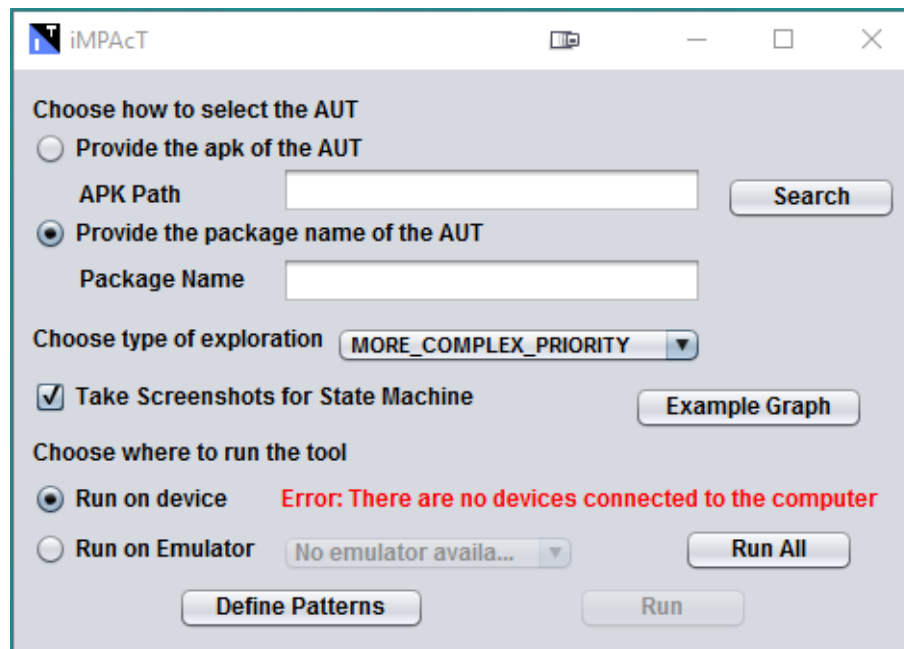 iMPAcT
Choose how to select the AUT
Provide the apk of the AUT
APK Path
Search
Provide the package name of the AUT
Package Name
Choose type of exploration MORE_COMPLEX_PRIORITY
Take Screenshots for State Machine
Example Graph
Choose where to run the tool
Run on device Error: There are no devices connected to the computer
Run on Emulator No emulator availa... Run All
Define Patterns Run